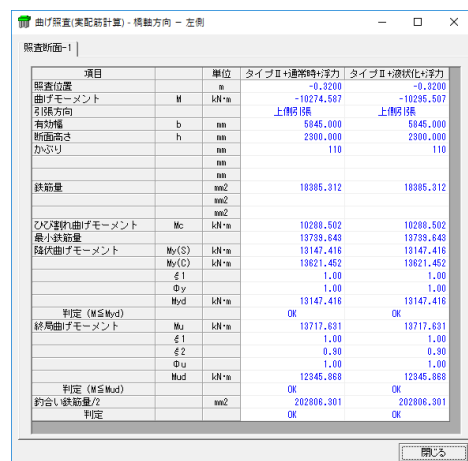 曲げ照査(実配筋計算) - 橋軸方向 - 左側
照査断面-1
項目 単位 タイプⅡ+通常時+浮力 タイプⅡ+液状化+浮力
照査位置 m -0.3200 -0.3200
曲げモーメント M kN・m -10274.587 -10295.507
引張方向 上側引張 上側引張
有効幅 b mm 5845.000 5845.000
断面高さ h mm 2300.000 2300.000
かぶり mm 110 110
mm
mm
鉄筋量 mm2 18385.312 18385.312
mm2
mm2
ひび割れ曲げモーメント Mc kN・m 10288.502 10288.502
最小鉄筋量 mm2 13739.643 13739.643
降伏曲げモーメント My(S) kN・m 13147.416 13147.416
My(C) kN・m 13621.452 13621.452
ξ1 1.00 1.00
Φy 1.00 1.00
Myd kN・m 13147.416 13147.416
判定 (M≦Myd) OK OK
終局曲げモーメント Mu kN・m 13717.631 13717.631
ξ1 1.00 1.00
ξ2 0.90 0.90
Φu 1.00 1.00
Mud kN・m 12345.868 12345.868
判定 (M≦Mud) OK OK
釣合い鉄筋量/2 mm2 202806.301 202806.301
判定 OK OK
閉じる